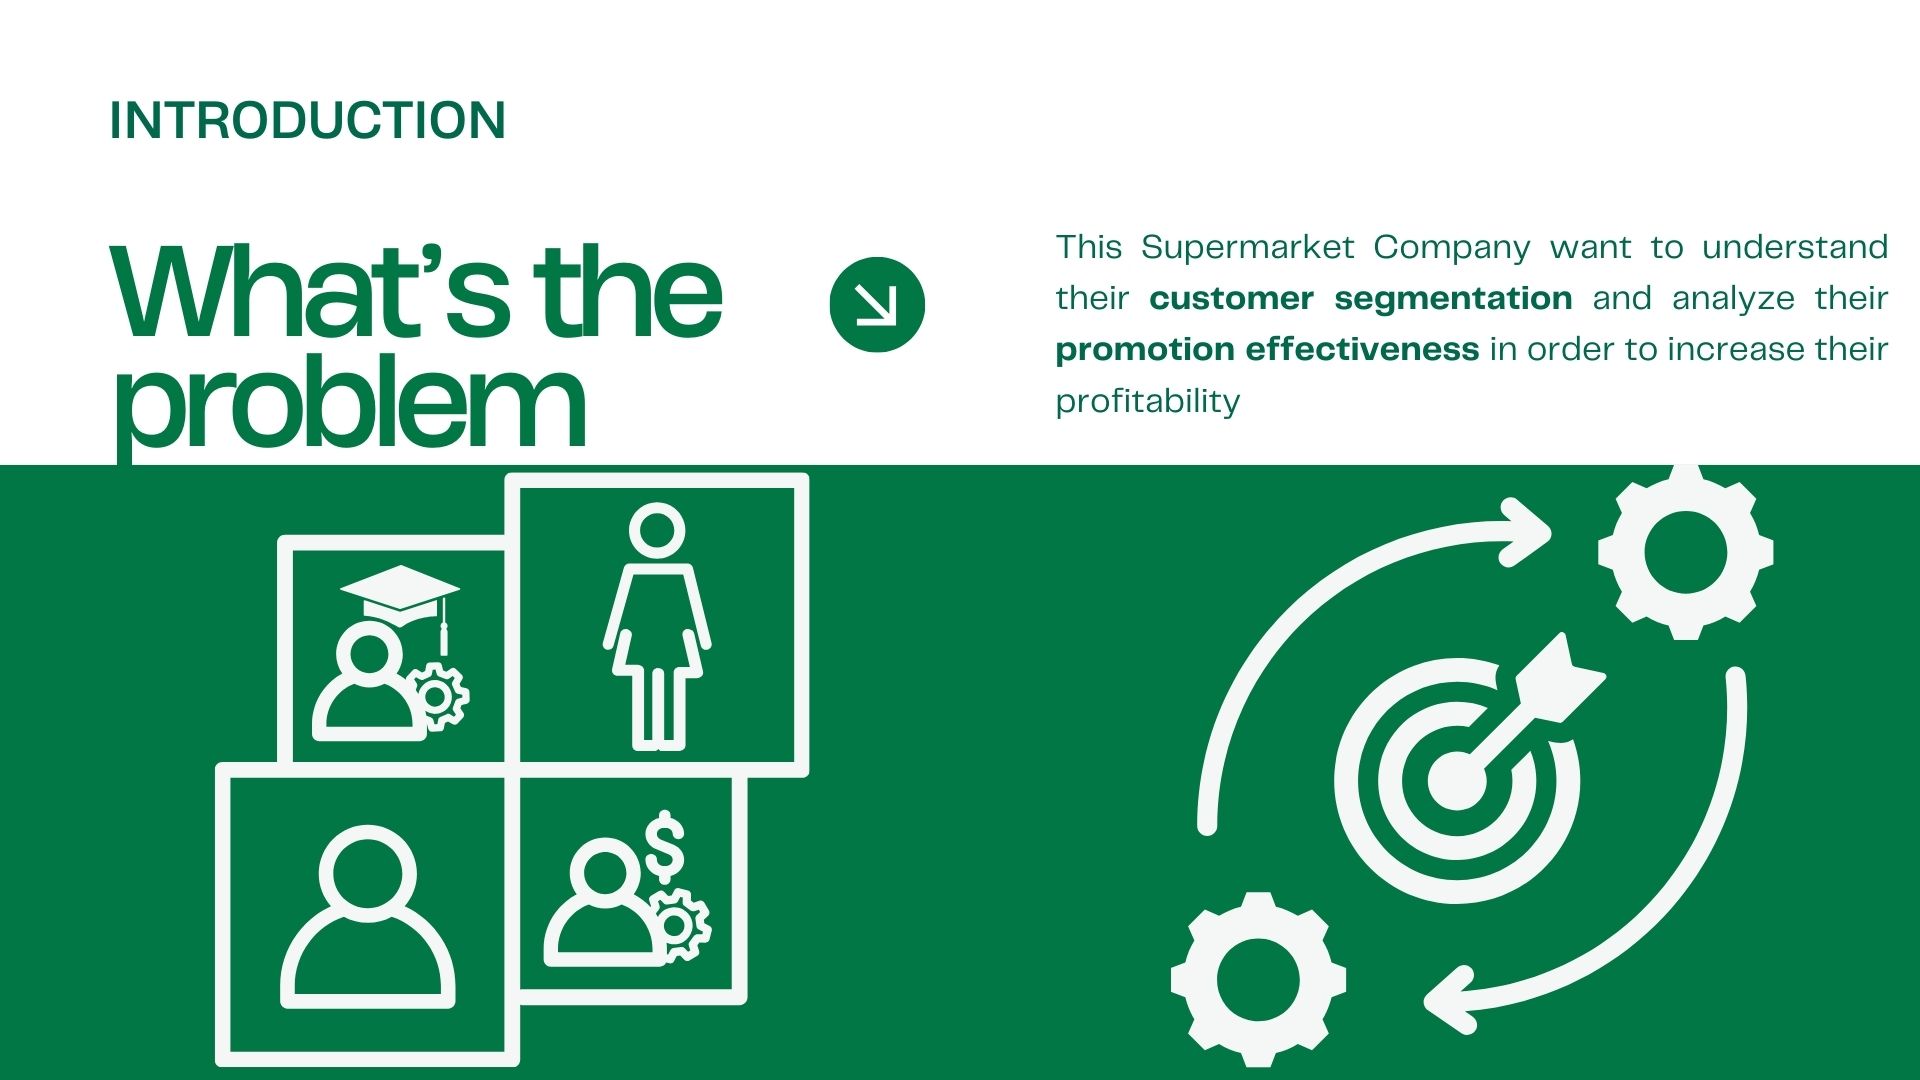 INTRODUCTION
What’s the
problem
This Supermarket Company want to understand
their customer segmentation and analyze their
promotion effectiveness in order to increase their
profitability
$